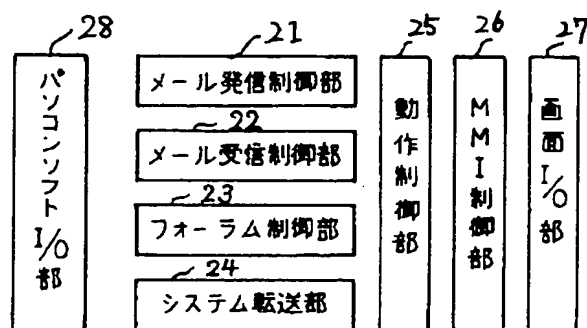 28
21
25
26
27
パソコンソフトI/O部
メール発信制御部
22
メール受信制御部
23
フォーラム制御部
24
システム転送部
動作制御部
MMI制御部
画面I/O部